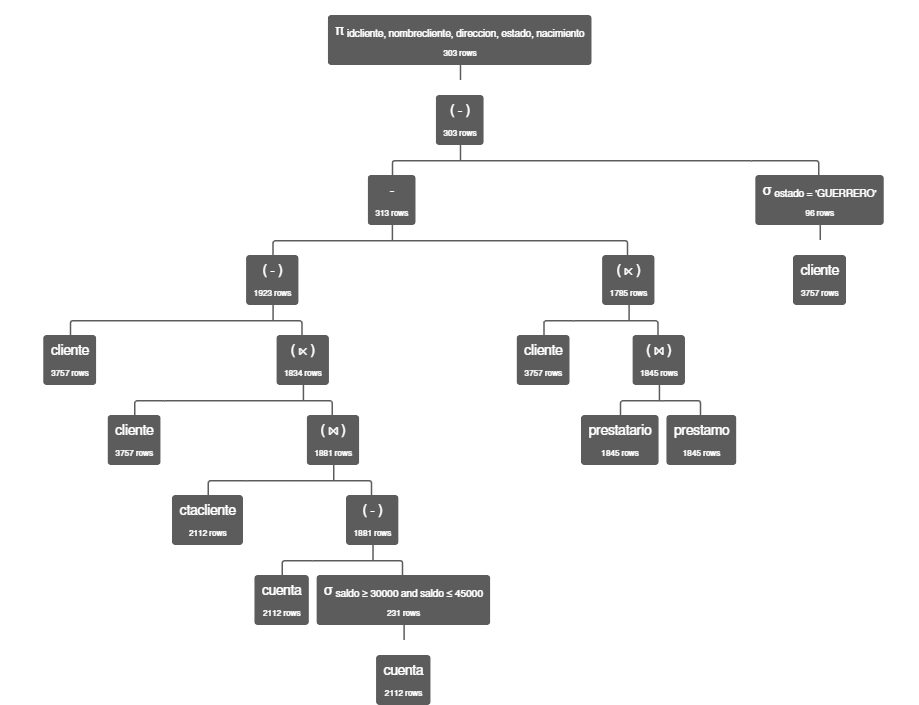 π idcliente, nombrecliente, direccion, estado, nacimiento
303 rows
( - )
303 rows
-
313 rows
σ estado = 'GUERRERO'
96 rows
( - )
1923 rows
( ⋉ )
1785 rows
cliente
3757 rows
cliente
3757 rows
( ⋉ )
1834 rows
cliente
3757 rows
( ⋈ )
1845 rows
cliente
3757 rows
( ⋈ )
1881 rows
prestatario
1845 rows
prestamo
1845 rows
ctacliente
2112 rows
( - )
1881 rows
cuenta
2112 rows
σ saldo ≥ 30000 and saldo ≤ 45000
231 rows
cuenta
2112 rows